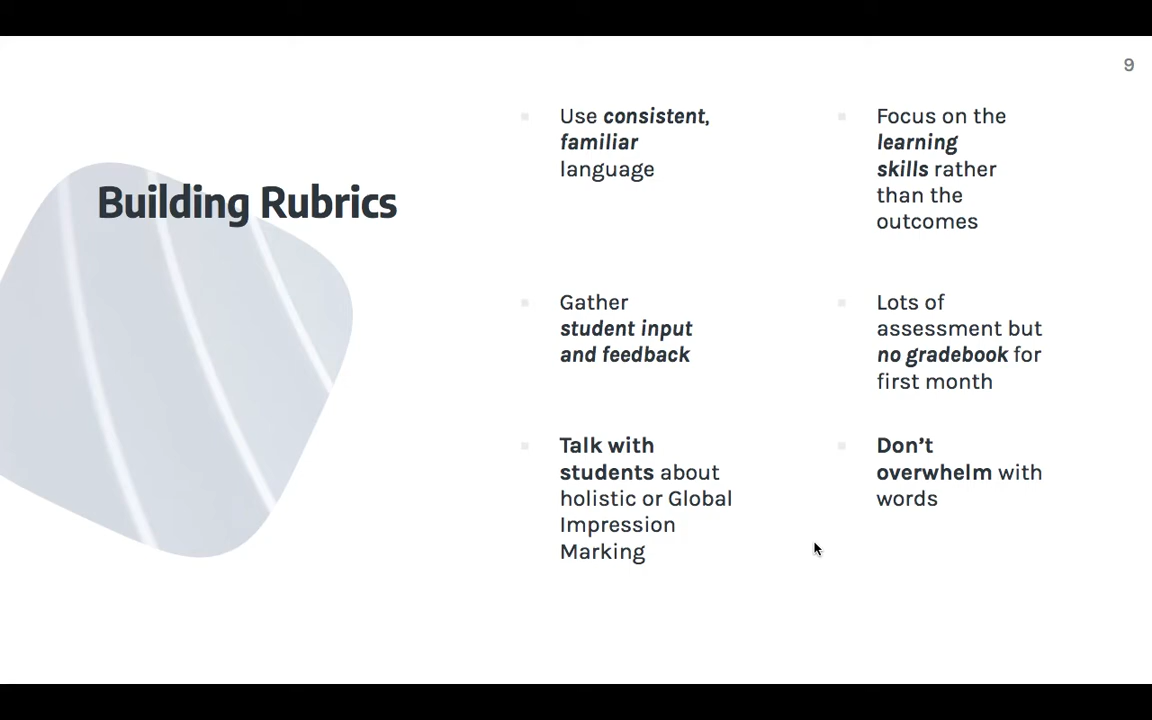 9
Building Rubrics
Use consistent,
familiar
language
Focus on the
learning
skills rather
than the
outcomes
Gather
student input
and feedback
Lots of
assessment but
no gradebook for
first month
Talk with
students about
holistic or Global
Impression
Marking
Don’t
overwhelm with
words